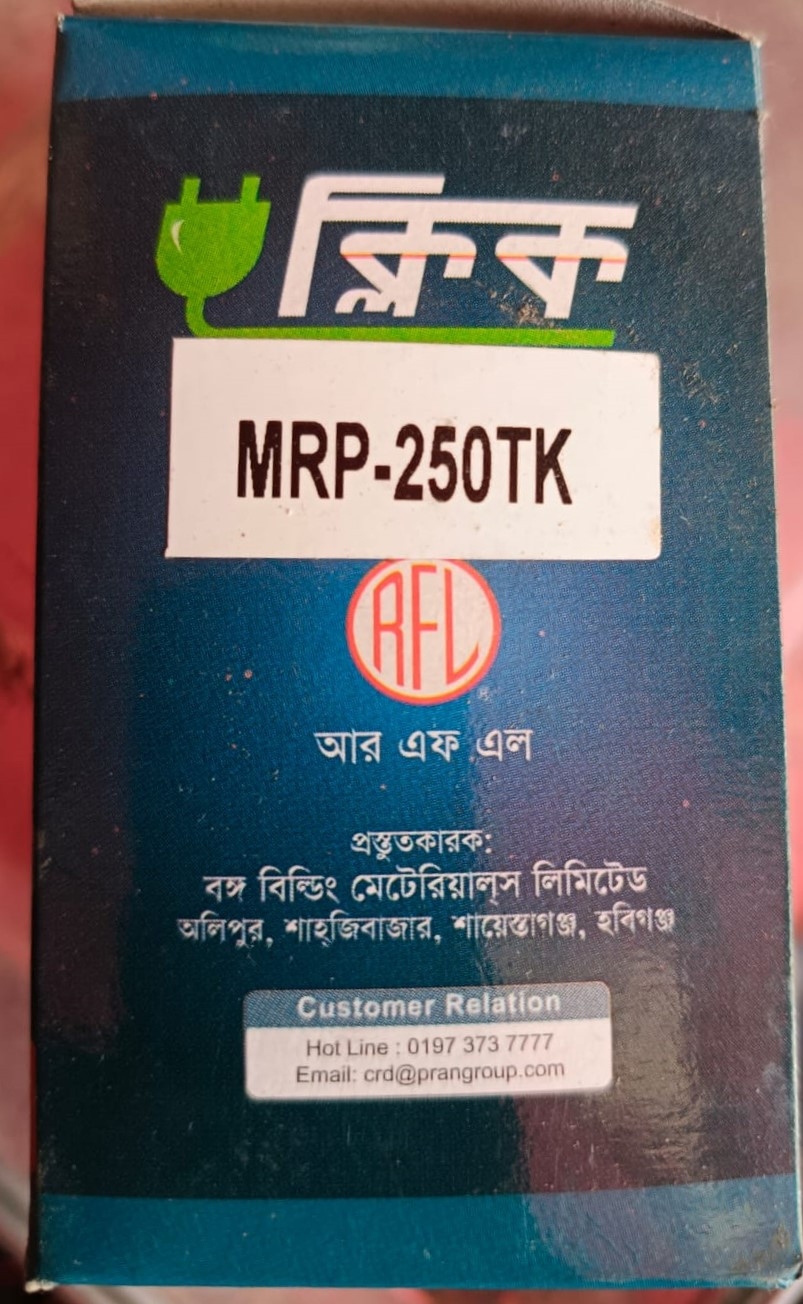 ক্লিক
MRP-250TK
RFL
আর এফ এল
প্রস্তুতকারক:
বঙ্গ বিল্ডিং মেটেরিয়াল্স লিমিটেড
অলিপুর, শাহ্জিবাজার, শায়েস্তাগঞ্জ, হবিগঞ্জ
Customer Relation
Hot Line : 0197 373 7777
Email: crd@prangroup.com